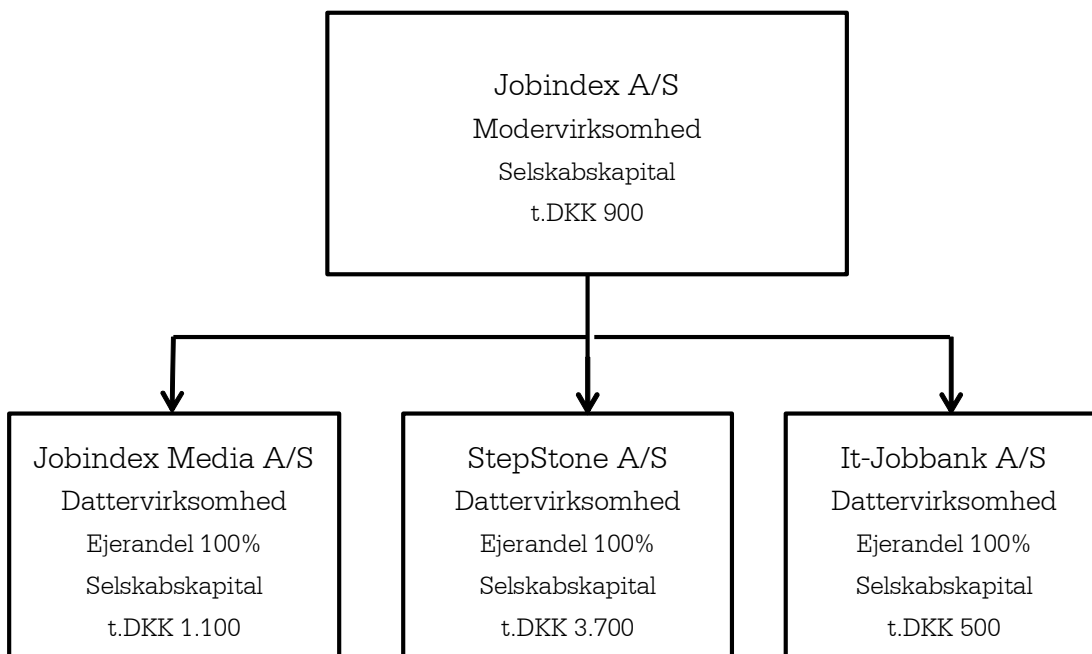 Jobindex A/S
Modervirksomhed
Selskabskapital
t.DKK 900
Jobindex Media A/S
Dattervirksomhed
Ejerandel 100%
Selskabskapital
t.DKK 1.100
StepStone A/S
Dattervirksomhed
Ejerandel 100%
Selskabskapital
t.DKK 3.700
It-Jobbank A/S
Dattervirksomhed
Ejerandel 100%
Selskabskapital
t.DKK 500